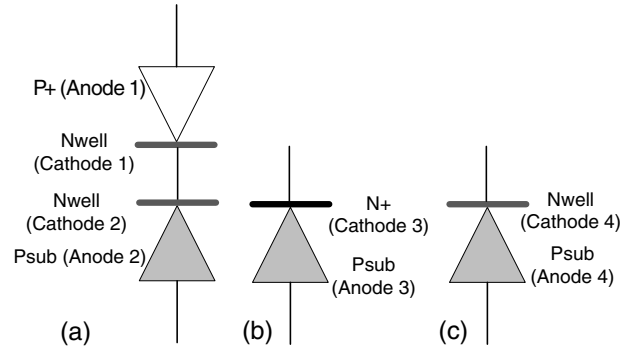 P+ (Anode 1)
Nwell
(Cathode 1)
Nwell
(Cathode 2)
Psub (Anode 2)
(a)
N+
(Cathode 3)
Psub
(Anode 3)
(b)
Nwell
(Cathode 4)
Psub
(Anode 4)
(c)